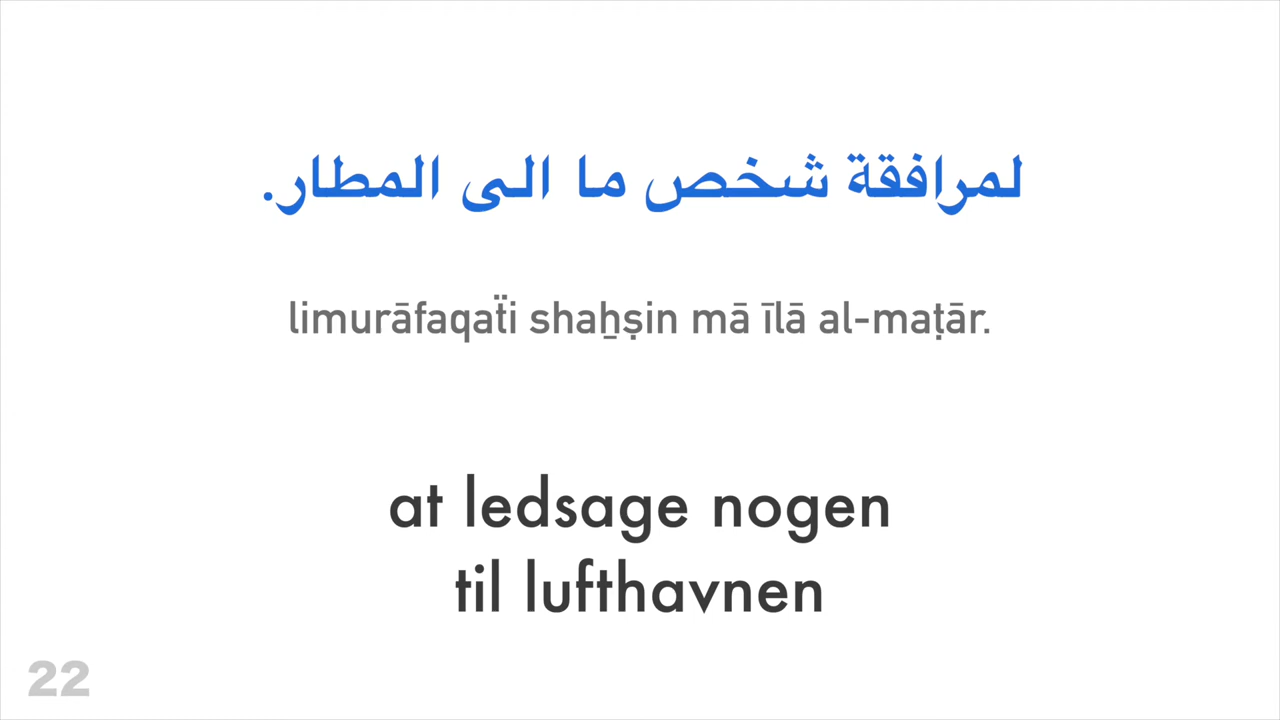 لمرافقة شخص ما الى المطار.
limurāfaqaẗi shaẖṣin mā īlā al-maṭār.
at ledsage nogen
til lufthavnen
22